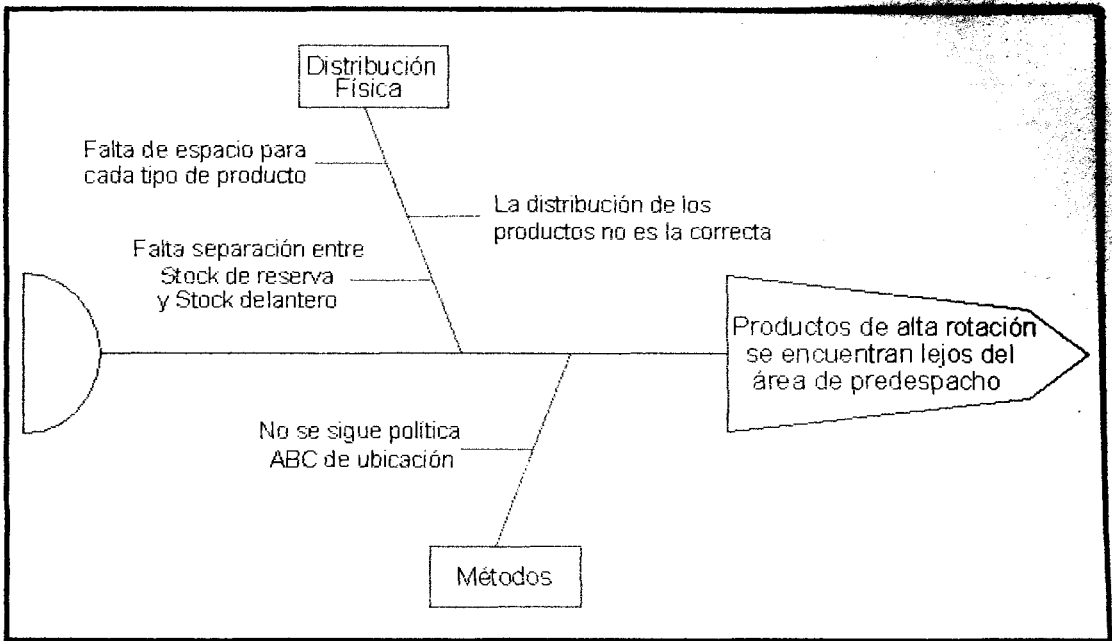 Distribución
Física
Falta de espacio para
cada tipo de producto
La distribución de los
productos no es la correcta
Falta separación entre
Stock de reserva
y Stock delantero
Productos de alta rotación
se encuentran lejos del
área de predespacho
No se sigue política
ABC de ubicación
Métodos